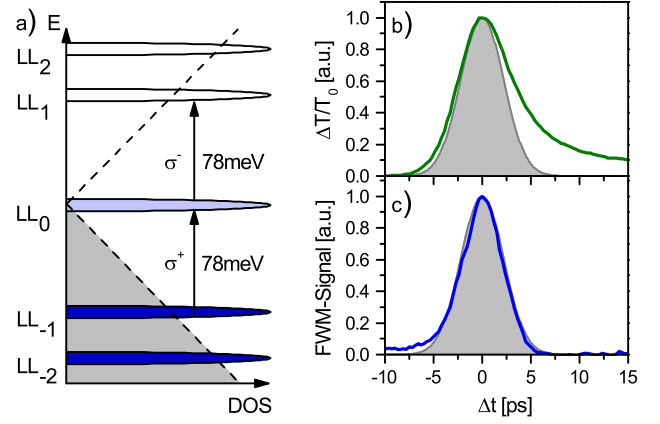 a) E
LL2
LL1
σ- 78meV
LL0
σ+ 78meV
LL-1
LL-2
DOS
b)
ΔT/T0 [a.u.]
1.0
0.8
0.6
0.4
0.2
0.0
c)
FWM-Signal [a.u.]
1.0
0.8
0.6
0.4
0.2
0.0
-10 -5 0 5 10 15
Δt [ps]